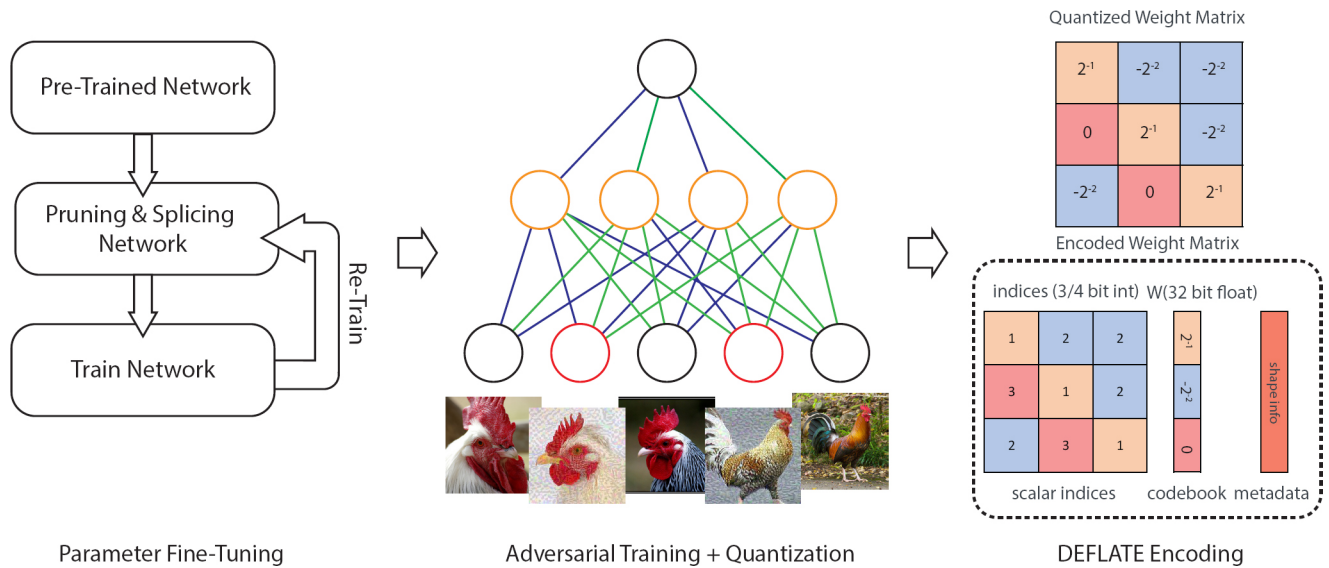 Pre-Trained Network
Pruning & Splicing
Network
Train Network
Re-Train
Parameter Fine-Tuning
Adversarial Training + Quantization
Quantized Weight Matrix
2⁻¹ -2⁻² -2⁻²
0 2⁻¹ -2⁻²
-2⁻² 0 2⁻¹
Encoded Weight Matrix
indices (3/4 bit int) W(32 bit float)
1 2 2
3 1 2
2 3 1
2⁻¹
-2⁻²
0
shape info
scalar indices codebook metadata
DEFLATE Encoding